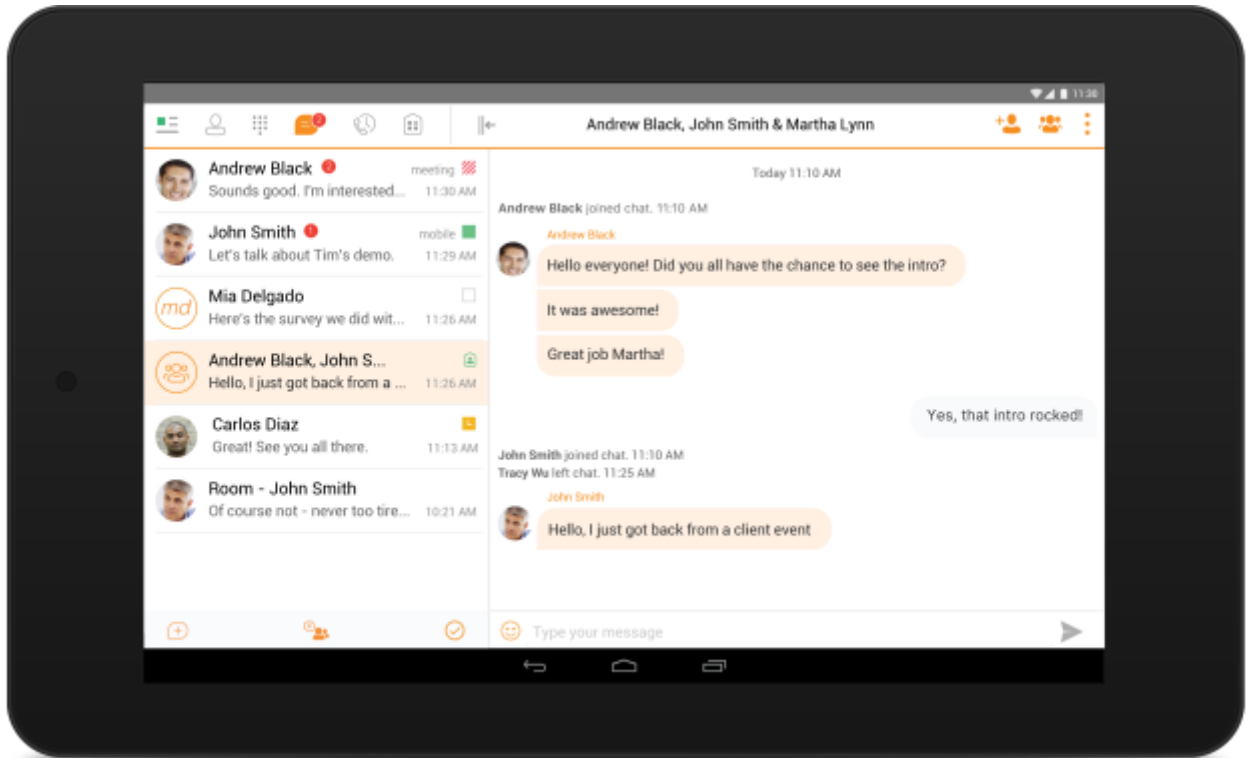 11:30
2
Andrew Black, John Smith & Martha Lynn
Andrew Black 2 meeting
Sounds good. I'm interested... 11:30 AM
John Smith 1 mobile
Let's talk about Tim's demo. 11:29 AM
md
Mia Delgado
Here's the survey we did wit... 11:26 AM
Andrew Black, John S...
Hello, I just got back from a ... 11:26 AM
Carlos Diaz
Great! See you all there. 11:13 AM
Room - John Smith
Of course not - never too tire... 10:21 AM
Today 11:10 AM
Andrew Black joined chat. 11:10 AM
Andrew Black
Hello everyone! Did you all have the chance to see the intro?
It was awesome!
Great job Martha!
Yes, that intro rocked!
John Smith joined chat. 11:10 AM
Tracy Wu left chat. 11:25 AM
John Smith
Hello, I just got back from a client event
Type your message